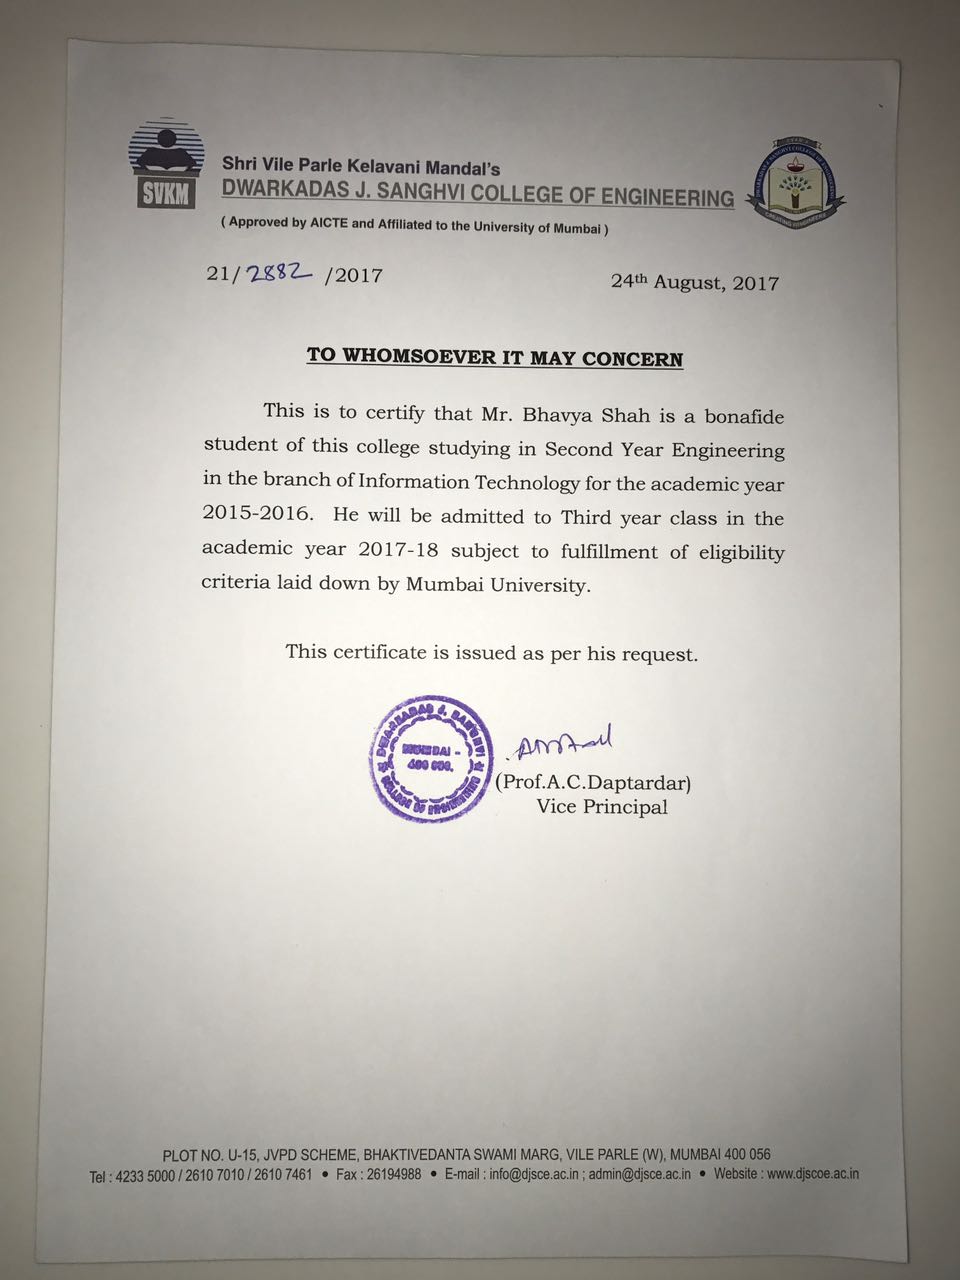 SVKM
Shri Vile Parle Kelavani Mandal's
DWARKADAS J. SANGHVI COLLEGE OF ENGINEERING
( Approved by AICTE and Affiliated to the University of Mumbai )
DWARKADAS J. SANGHVI COLLEGE OF ENGINEERING
CREATING ENGINEERS
21/2882 /2017
24th August, 2017
TO WHOMSOEVER IT MAY CONCERN
This is to certify that Mr. Bhavya Shah is a bonafide
student of this college studying in Second Year Engineering
in the branch of Information Technology for the academic year
2015-2016. He will be admitted to Third year class in the
academic year 2017-18 subject to fulfillment of eligibility
criteria laid down by Mumbai University.
This certificate is issued as per his request.
DWARKADAS J. SANGHVI
MUMBAI -
COLLEGE OF ENGINEERING
(Prof.A.C.Daptardar)
Vice Principal
PLOT NO. U-15, JVPD SCHEME, BHAKTIVEDANTA SWAMI MARG, VILE PARLE (W), MUMBAI 400 056
Tel : 4233 5000 / 2610 7010 / 2610 7461 • Fax : 26194988 • E-mail : info@djsce.ac.in ; admin@djsce.ac.in • Website : www.djscoe.ac.in